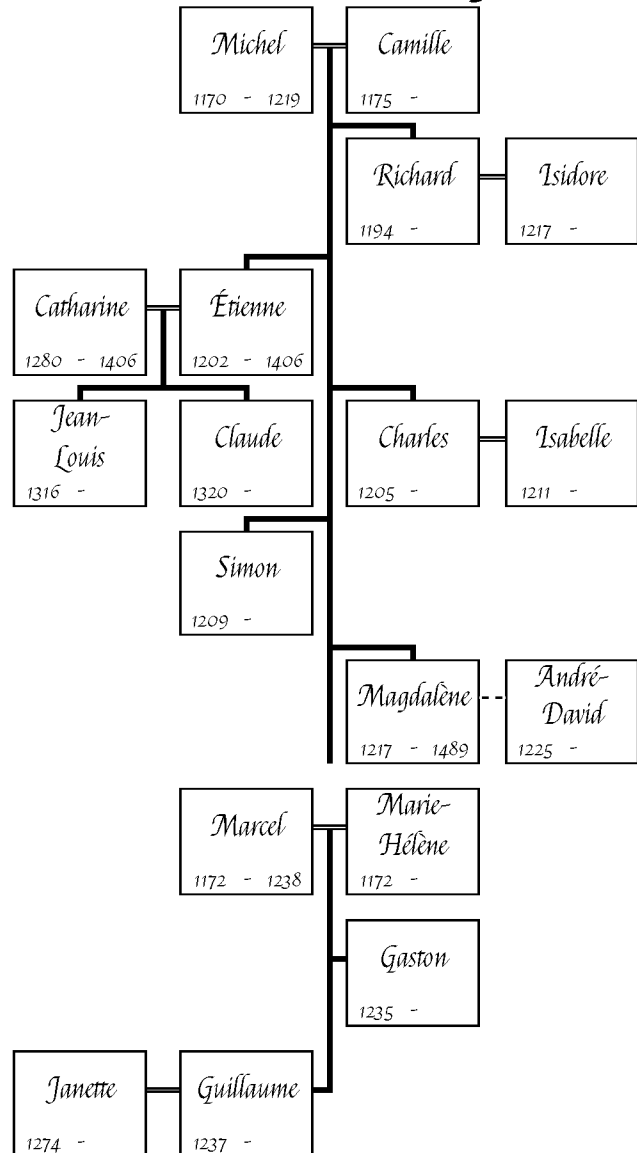 Michel
Camille
1170 - 1219
1175 -
Richard
Isidore
1194 -
1217 -
Catharine
Étienne
1280 - 1406
1202 - 1406
Jean-
Louis
1316 -
Claude
1320 -
Charles
1205 -
Isabelle
1211 -
Simon
1209 -
Magdalène
1217 - 1489
André-
David
1225 -
Marcel
1172 - 1238
Marie-
Hélène
1172 -
Gaston
1235 -
Janette
1274 -
Guillaume
1237 -